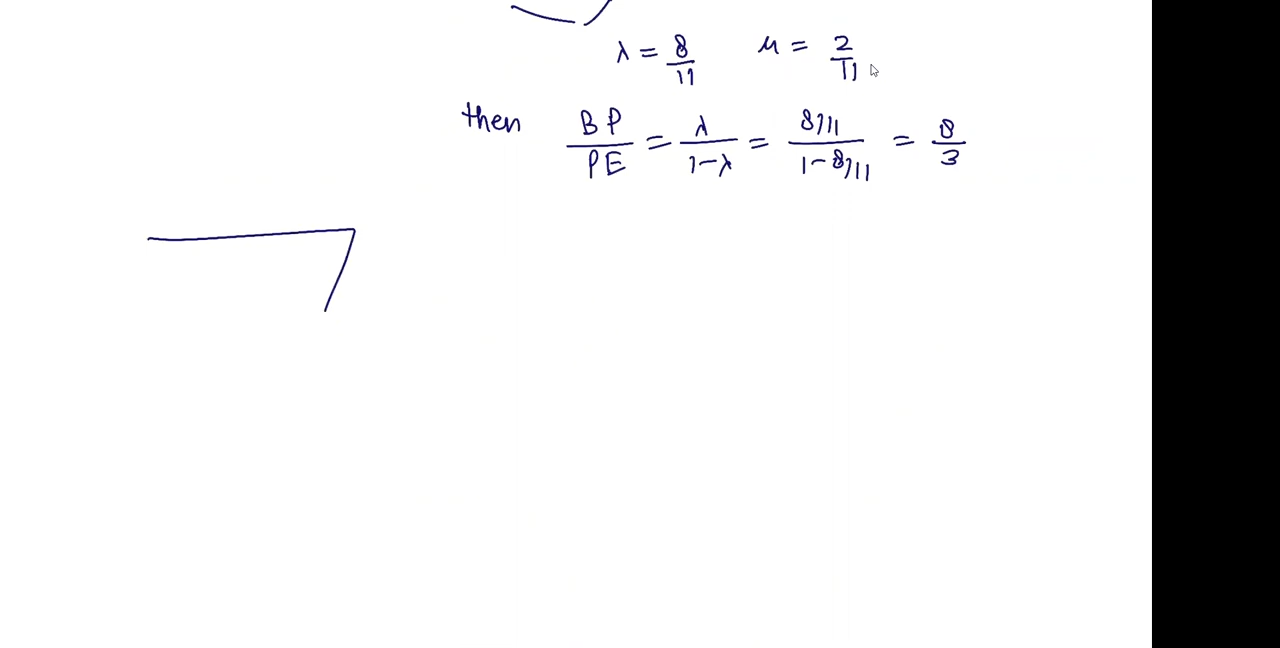 λ = 8/11 μ = 2/11
then BP/PE = λ/1-λ = 8/11/1-8/11 = 8/3